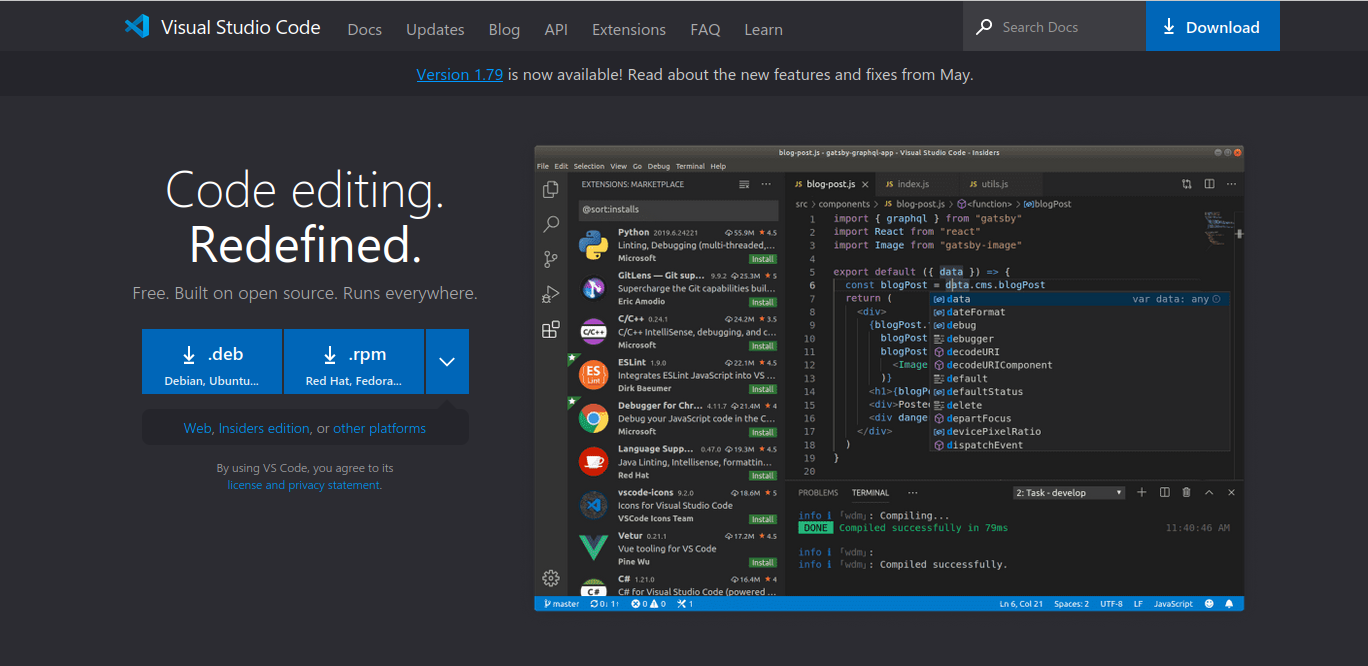 Visual Studio Code Docs Updates Blog API Extensions FAQ Learn Search Docs Download
Version 1.79 is now available! Read about the new features and fixes from May.
Code editing.
Redefined.
Free. Built on open source. Runs everywhere.
.deb
Debian, Ubuntu...
.rpm
Red Hat, Fedora...
Web, Insiders edition, or other platforms
By using VS Code, you agree to its
license and privacy statement.
blog-post.js - gatsby-graphql-app - Visual Studio Code - Insiders
File Edit Selection View Go Debug Terminal Help
EXTENSIONS: MARKETPLACE
@sort:installs
Python 2019.6.24221 55.9M 4.5
Linting, Debugging (multi-threaded,...
Microsoft Install
GitLens — Git sup... 9.9.2 25.3M 5
Supercharge the Git capabilities buil...
Eric Amodio Install
C/C++ 0.24.1 24.2M 3.5
C/C++ IntelliSense, debugging, and c...
Microsoft Install
ESLint 1.9.0 22.1M 4.5
Integrates ESLint JavaScript into VS ...
Dirk Baeumer Install
Debugger for Chr... 4.11.7 21.4M 4
Debug your JavaScript code in the C...
Microsoft Install
Language Supp... 0.47.0 19.3M 4.5
Java Linting, Intellisense, formattin...
Red Hat Install
vscode-icons 9.2.0 18.6M 5
Icons for Visual Studio Code
VSCode Icons Team Install
Vetur 0.21.1 17.2M 4.5
Vue tooling for VS Code
Pine Wu Install
C# 1.21.0 16.4M 4
C# for Visual Studio Code (powered ...
C/C++
ES
Lint
C#
JS blog-post.js JS index.js JS utils.js
src > components > JS blog-post.js > <function> > blogPost
1 import { graphql } from "gatsby"
2 import React from "react"
3 import Image from "gatsby-image"
4
5 export default ({ data }) => {
6 const blogPost = data.cms.blogPost
7 return (
8 <div>
9 {blogPost.
10 blogPost
11 blogPost
12 <Image
13 )}
14 <h1>{blogP
15 <div>Poste
16 <div dange
17 </div>
18 )
19 }
20
data var data: any
dateFormat
debug
debugger
decodeURI
decodeURIComponent
default
defaultStatus
delete
departFocus
devicePixelRatio
dispatchEvent
PROBLEMS TERMINAL ... 2: Task - develop
info ℹ ｢wdm｣: Compiling...
DONE Compiled successfully in 79ms 11:40:46 AM
info ℹ ｢wdm｣:
info ℹ ｢wdm｣: Compiled successfully.
master 0↓ 1↑ 0 0 1 Ln 6, Col 21 Spaces: 2 UTF-8 LF JavaScript